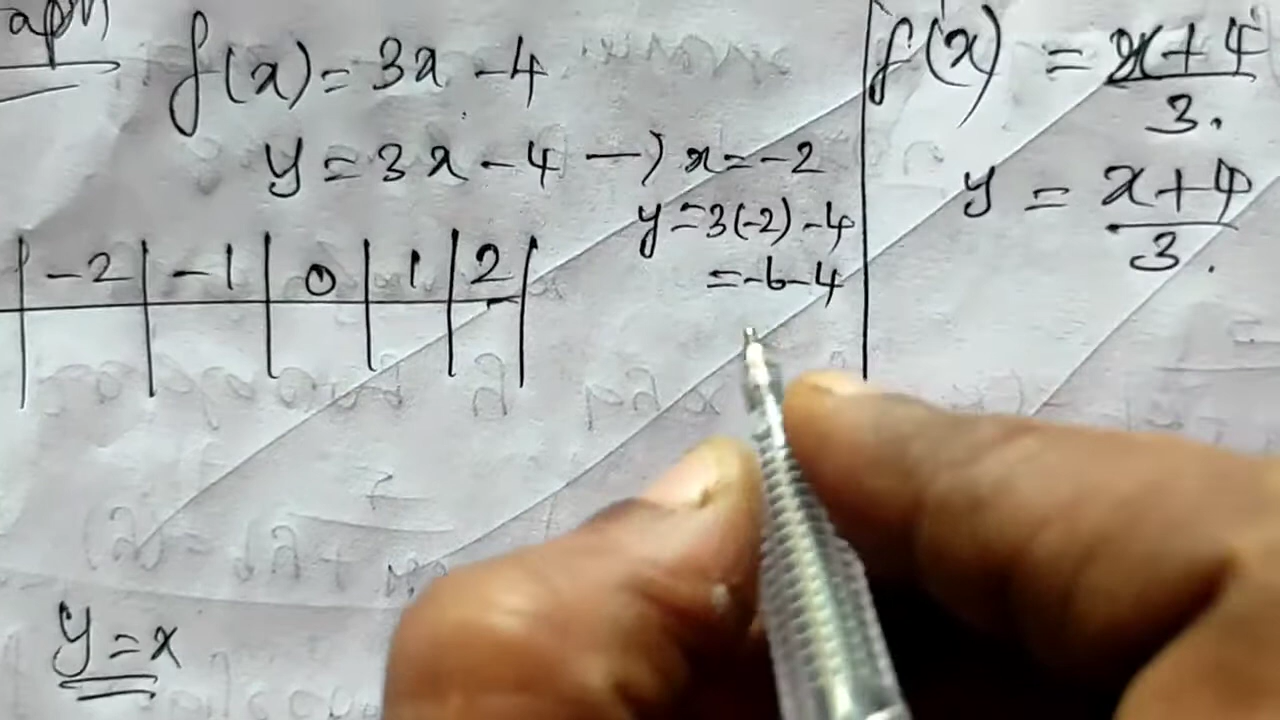 f(x) = 3x - 4
y = 3x - 4 → x = -2
y = 3(-2) - 4
= -6 - 4
-2 | -1 | 0 | 1 | 2
y = x
f(x) = x + 4 / 3.
y = x + 4 / 3.